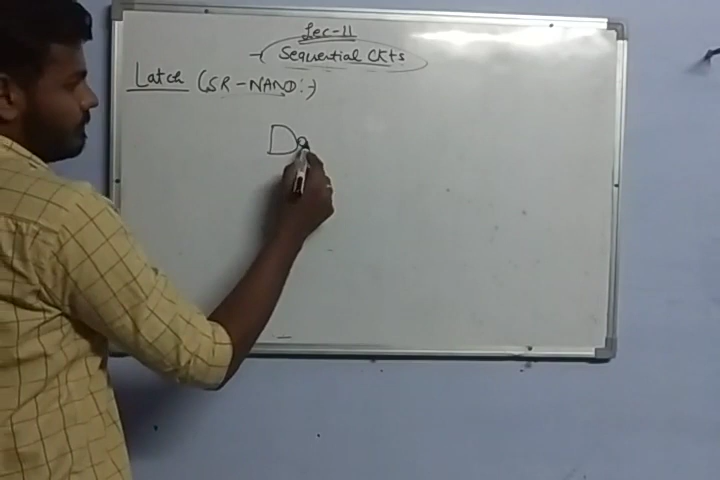 Lec-11
Sequential CKts
Latch (SR-NAND:-)